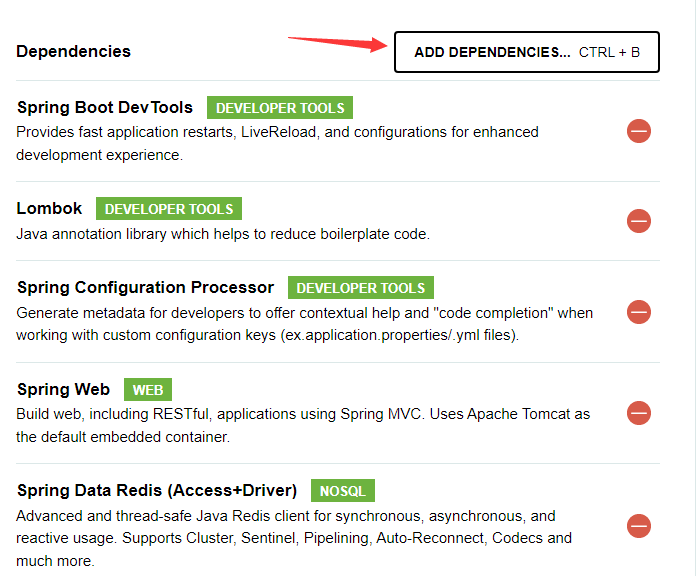 Dependencies
ADD DEPENDENCIES... CTRL + B
Spring Boot DevTools DEVELOPER TOOLS
Provides fast application restarts, LiveReload, and configurations for enhanced
development experience.
Lombok DEVELOPER TOOLS
Java annotation library which helps to reduce boilerplate code.
Spring Configuration Processor DEVELOPER TOOLS
Generate metadata for developers to offer contextual help and "code completion" when
working with custom configuration keys (ex.application.properties/.yml files).
Spring Web WEB
Build web, including RESTful, applications using Spring MVC. Uses Apache Tomcat as
the default embedded container.
Spring Data Redis (Access+Driver) NOSQL
Advanced and thread-safe Java Redis client for synchronous, asynchronous, and
reactive usage. Supports Cluster, Sentinel, Pipelining, Auto-Reconnect, Codecs and
much more.